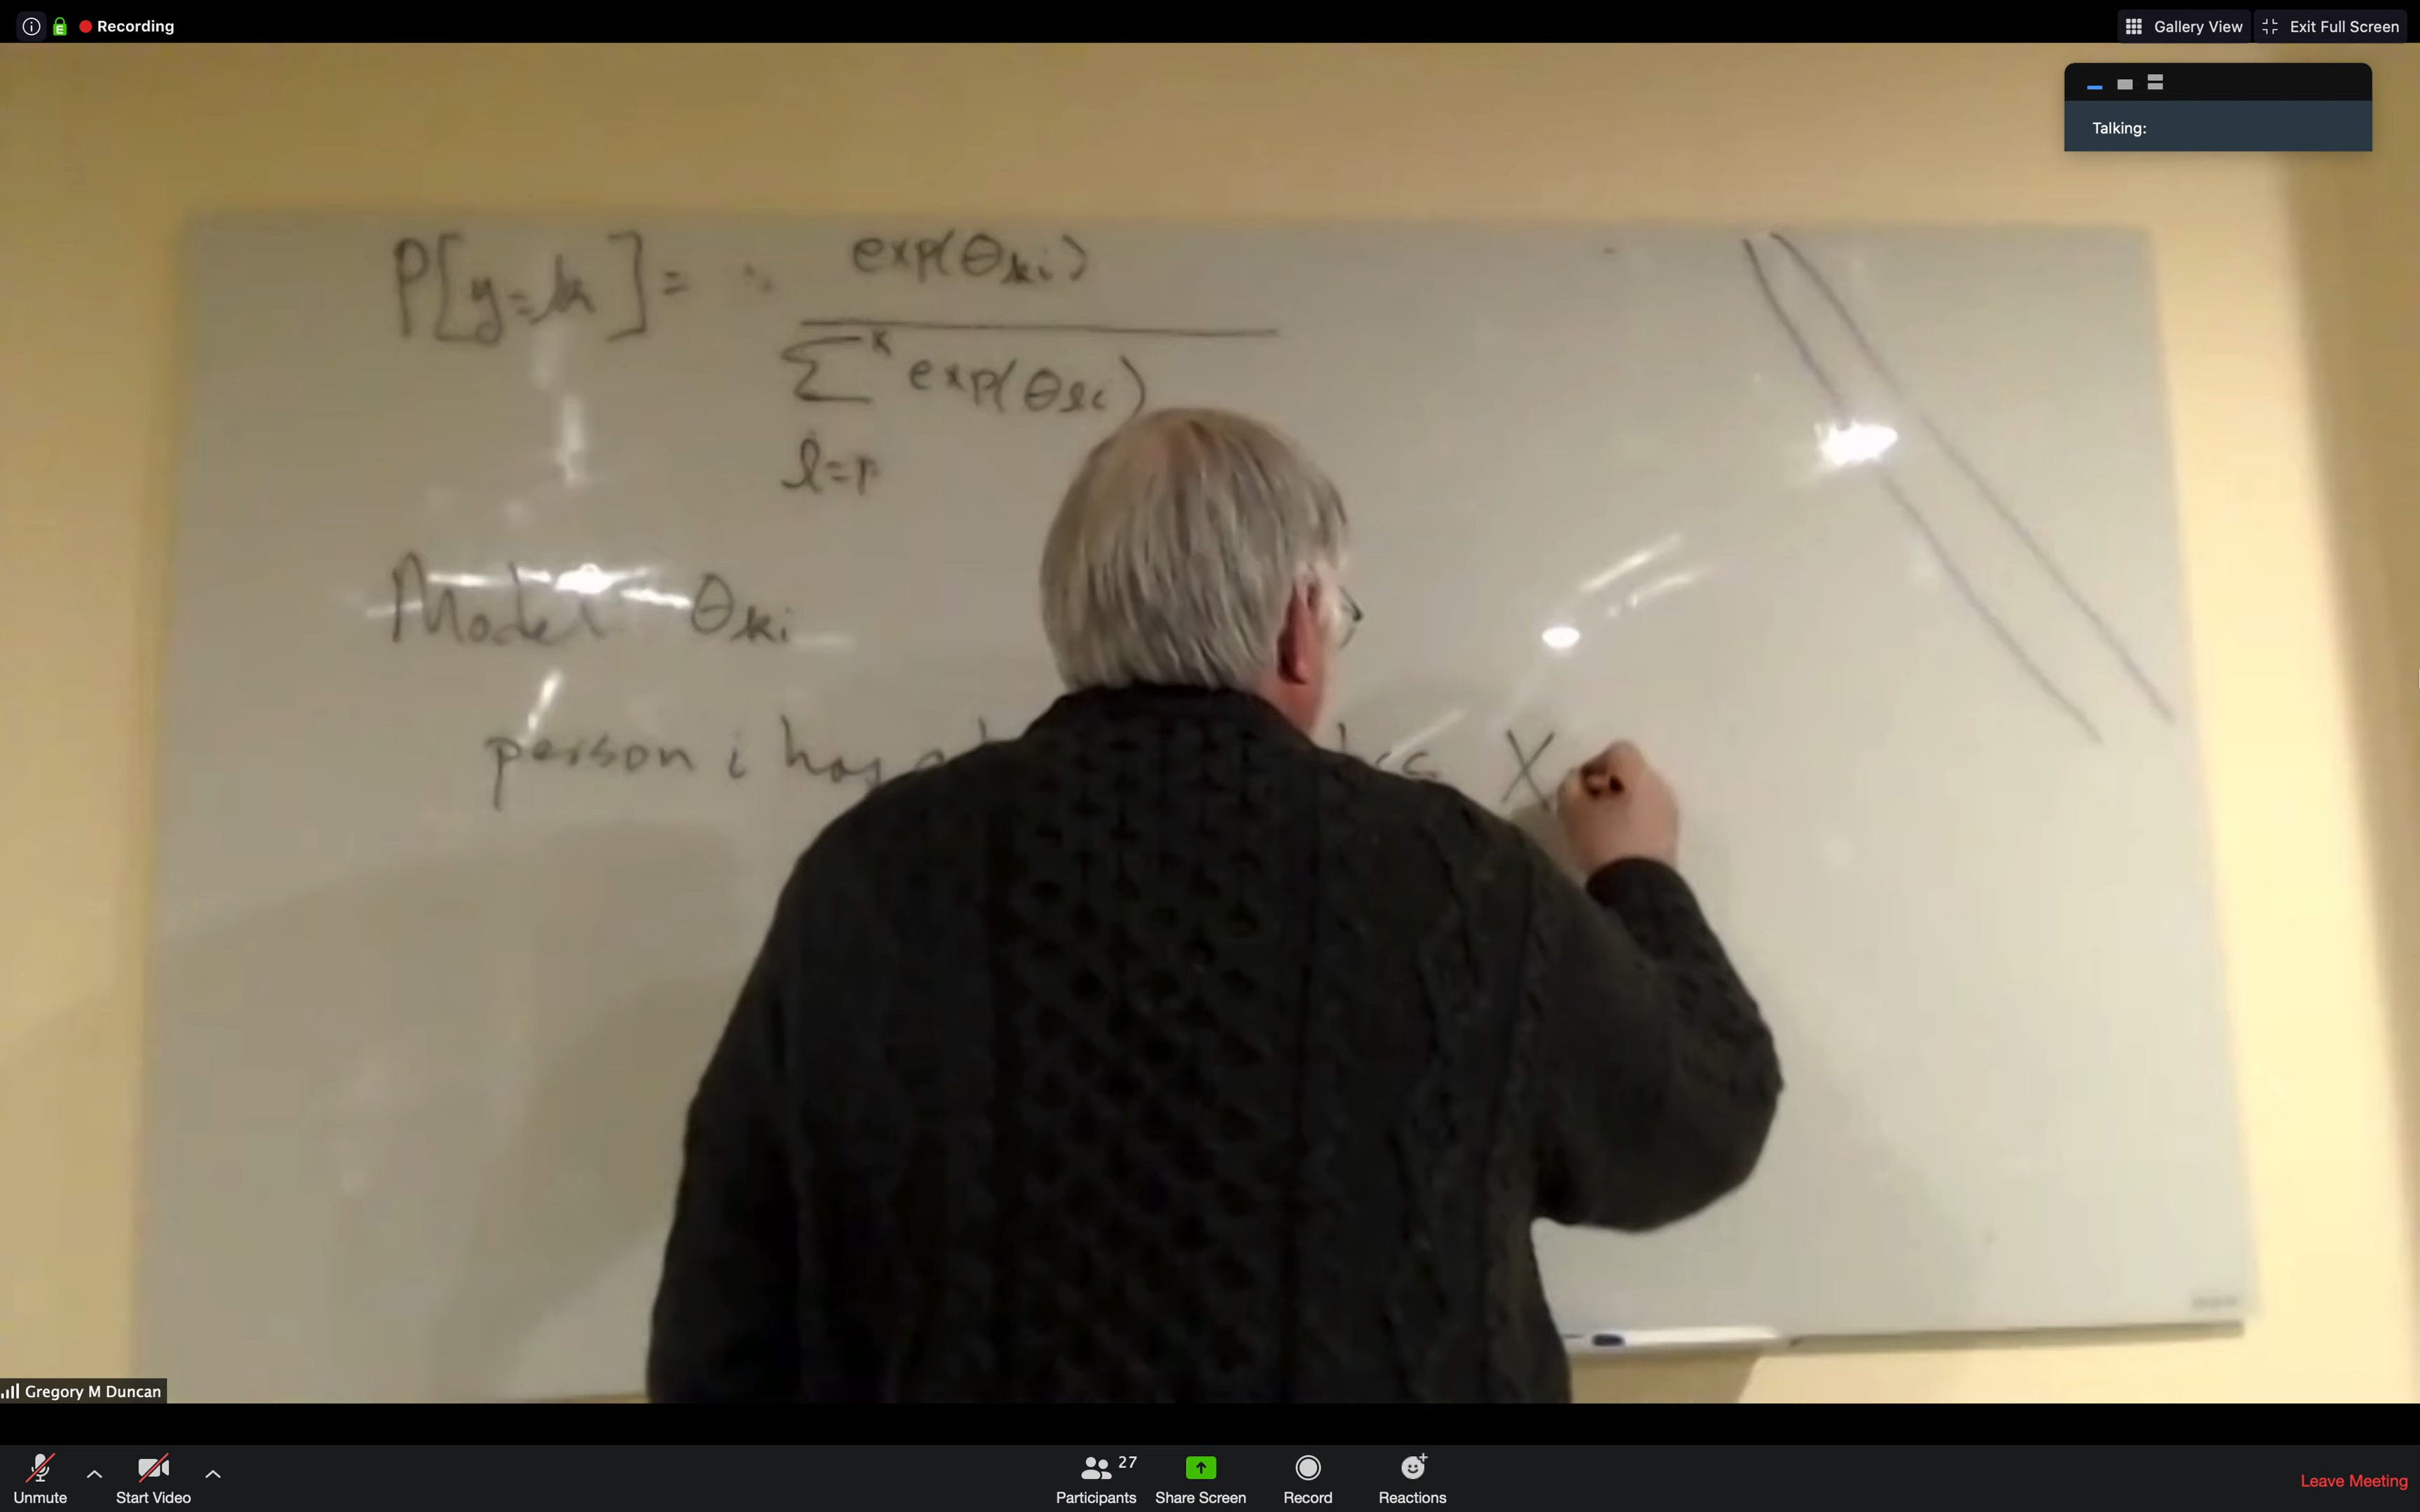 Recording
Gallery View
Exit Full Screen
Talking:
P[y=k]= exp(θki)
Σ^K exp(θli)
l=1
Model θki
person i has X
Gregory M Duncan
Unmute
Start Video
Participants 27
Share Screen
Record
Reactions
Leave Meeting